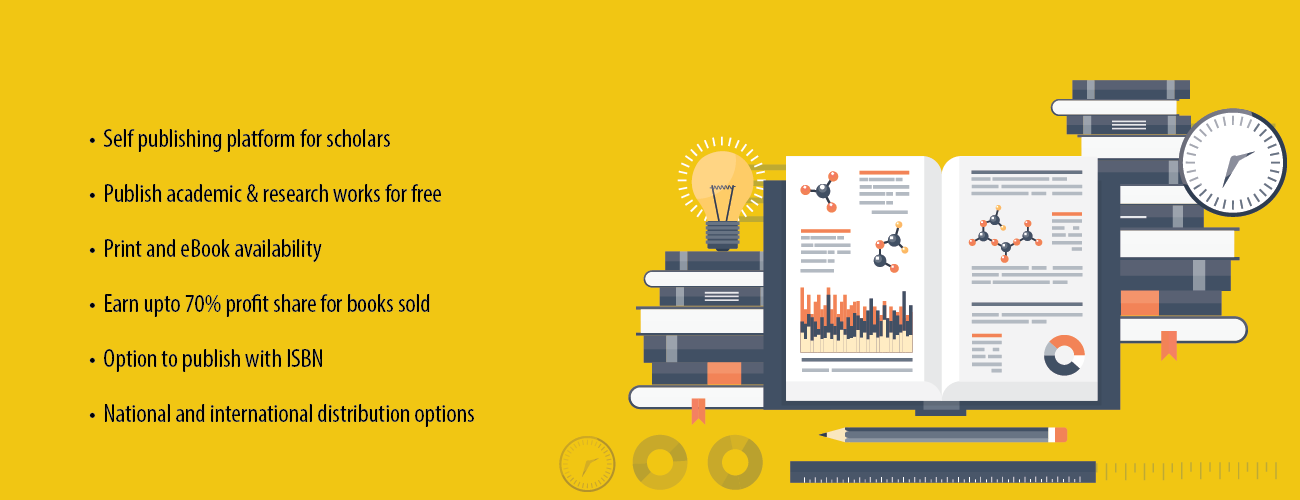 • Self publishing platform for scholars
• Publish academic & research works for free
• Print and eBook availability
• Earn upto 70% profit share for books sold
• Option to publish with ISBN
• National and international distribution options